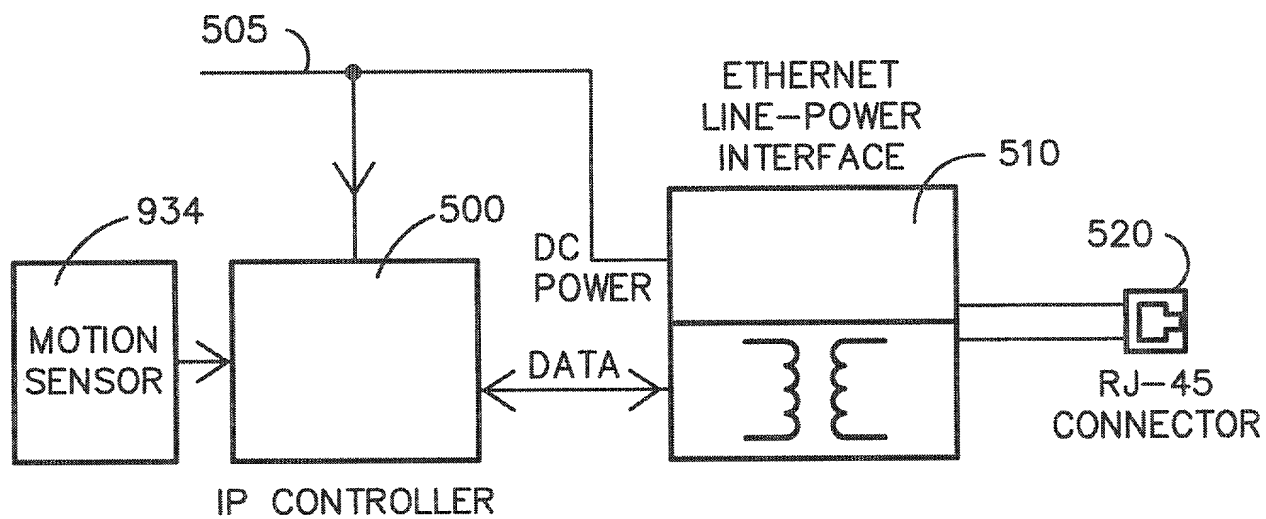 505
ETHERNET
LINE-POWER
INTERFACE
510
934
500
520
DC
POWER
MOTION
SENSOR
DATA
RJ-45
CONNECTOR
IP CONTROLLER